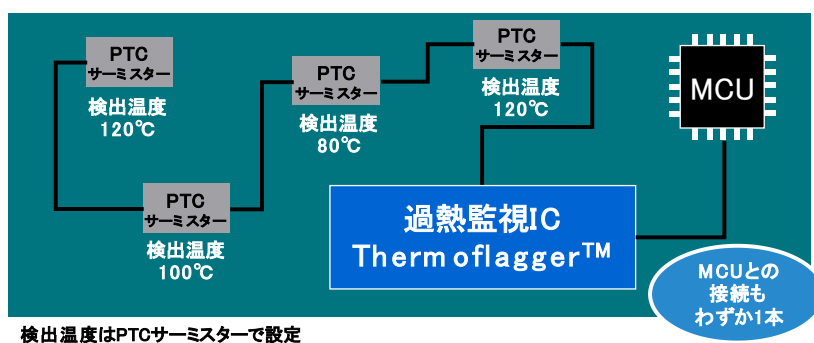 PTC
サーミスター
検出温度
120℃
PTC
サーミスター
検出温度
100℃
PTC
サーミスター
検出温度
80℃
PTC
サーミスター
検出温度
120℃
MCU
過熱監視IC
Thermoflagger™
MCUとの
接続も
わずか1本
検出温度はPTCサーミスターで設定